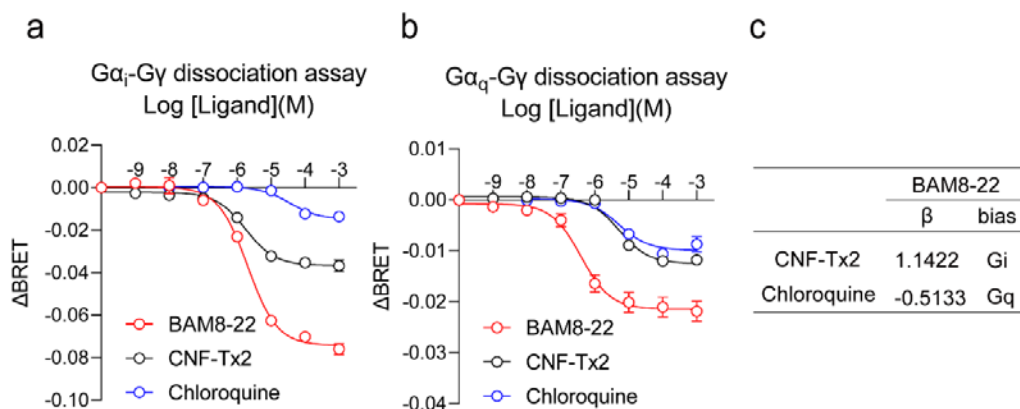 a
Gαi-Gγ dissociation assay
Log [Ligand](M)
-9 -8 -7 -6 -5 -4 -3
0.02
0.00
-0.02
-0.04
-0.06
-0.08
-0.10
ΔBRET
BAM8-22
CNF-Tx2
Chloroquine
b
Gαq-Gγ dissociation assay
Log [Ligand](M)
-9 -8 -7 -6 -5 -4 -3
0.01
0.00
-0.01
-0.02
-0.03
-0.04
ΔBRET
BAM8-22
CNF-Tx2
Chloroquine
c
BAM8-22
β bias
CNF-Tx2 1.1422 Gi
Chloroquine -0.5133 Gq